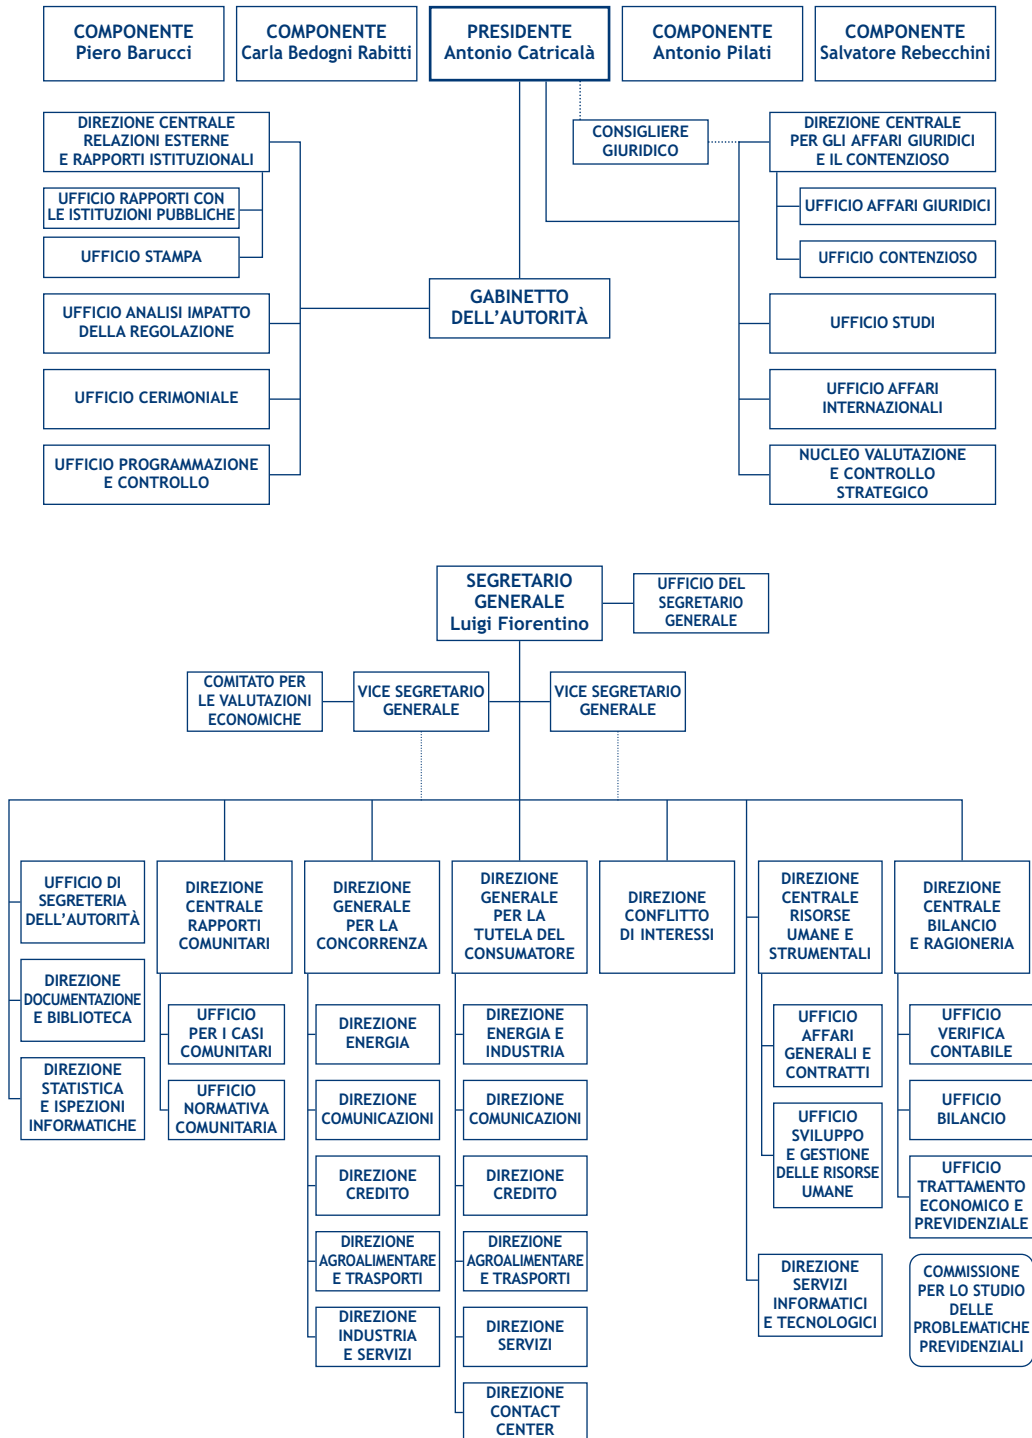 COMPONENTE
Piero Barucci
COMPONENTE
Carla Bedogni Rabitti
PRESIDENTE
Antonio Catricalà
COMPONENTE
Antonio Pilati
COMPONENTE
Salvatore Rebecchini
DIREZIONE CENTRALE
RELAZIONI ESTERNE
E RAPPORTI ISTITUZIONALI
UFFICIO RAPPORTI CON
LE ISTITUZIONI PUBBLICHE
UFFICIO STAMPA
UFFICIO ANALISI IMPATTO
DELLA REGOLAZIONE
UFFICIO CERIMONIALE
UFFICIO PROGRAMMAZIONE
E CONTROLLO
GABINETTO
DELL'AUTORITÀ
CONSIGLIERE
GIURIDICO
DIREZIONE CENTRALE
PER GLI AFFARI GIURIDICI
E IL CONTENZIOSO
UFFICIO AFFARI GIURIDICI
UFFICIO CONTENZIOSO
UFFICIO STUDI
UFFICIO AFFARI
INTERNAZIONALI
NUCLEO VALUTAZIONE
E CONTROLLO
STRATEGICO
SEGRETARIO
GENERALE
Luigi Fiorentino
UFFICIO DEL
SEGRETARIO
GENERALE
COMITATO PER
LE VALUTAZIONI
ECONOMICHE
VICE SEGRETARIO
GENERALE
VICE SEGRETARIO
GENERALE
UFFICIO DI
SEGRETERIA
DELL'AUTORITÀ
DIREZIONE
DOCUMENTAZIONE
E BIBLIOTECA
DIREZIONE
STATISTICA
E ISPEZIONI
INFORMATICHE
DIREZIONE
CENTRALE
RAPPORTI
COMUNITARI
UFFICIO
PER I CASI
COMUNITARI
UFFICIO
NORMATIVA
COMUNITARIA
DIREZIONE
GENERALE
PER LA
CONCORRENZA
DIREZIONE
ENERGIA
DIREZIONE
COMUNICAZIONI
DIREZIONE
CREDITO
DIREZIONE
AGROALIMENTARE
E TRASPORTI
DIREZIONE
INDUSTRIA
E SERVIZI
DIREZIONE
GENERALE
PER LA
TUTELA DEL
CONSUMATORE
DIREZIONE
ENERGIA E
INDUSTRIA
DIREZIONE
COMUNICAZIONI
DIREZIONE
CREDITO
DIREZIONE
AGROALIMENTARE
E TRASPORTI
DIREZIONE
SERVIZI
DIREZIONE
CONTACT
CENTER
DIREZIONE
CONFLITTO
DI INTERESSI
DIREZIONE
CENTRALE
RISORSE
UMANE E
STRUMENTALI
UFFICIO
AFFARI
GENERALI E
CONTRATTI
UFFICIO
SVILUPPO
E GESTIONE
DELLE RISORSE
UMANE
DIREZIONE
SERVIZI
INFORMATICI
E TECNOLOGICI
DIREZIONE
CENTRALE
BILANCIO
E RAGIONERIA
UFFICIO
VERIFICA
CONTABILE
UFFICIO
BILANCIO
UFFICIO
TRATTAMENTO
ECONOMICO E
PREVIDENZIALE
COMMISSIONE
PER LO STUDIO
DELLE
PROBLEMATICHE
PREVIDENZIALI